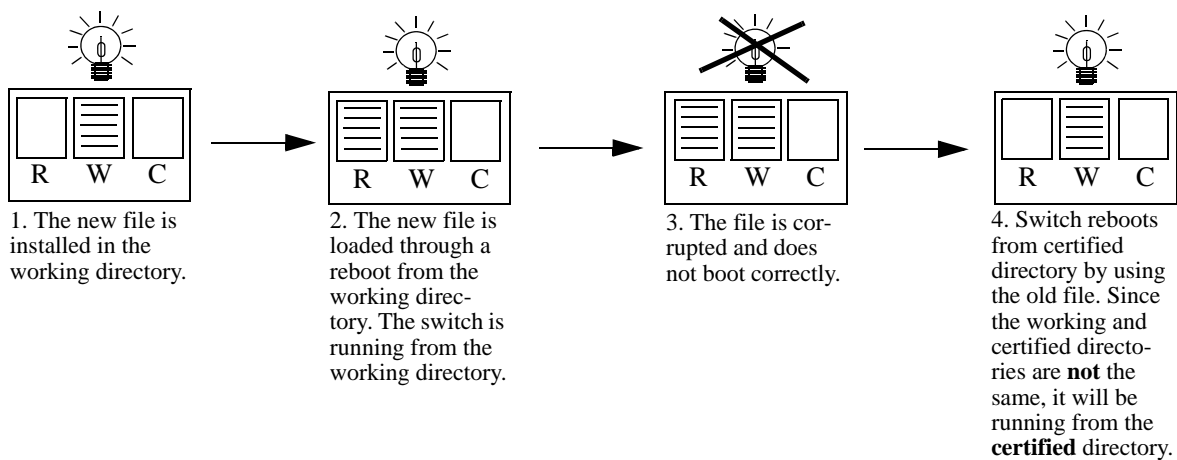 R W C
1. The new file is
installed in the
working directory.
R W C
2. The new file is
loaded through a
reboot from the
working direc-
tory. The switch is
running from the
working directory.
R W C
3. The file is cor-
rupted and does
not boot correctly.
R W C
4. Switch reboots
from certified
directory by using
the old file. Since
the working and
certified directo-
ries are not the
same, it will be
running from the
certified directory.